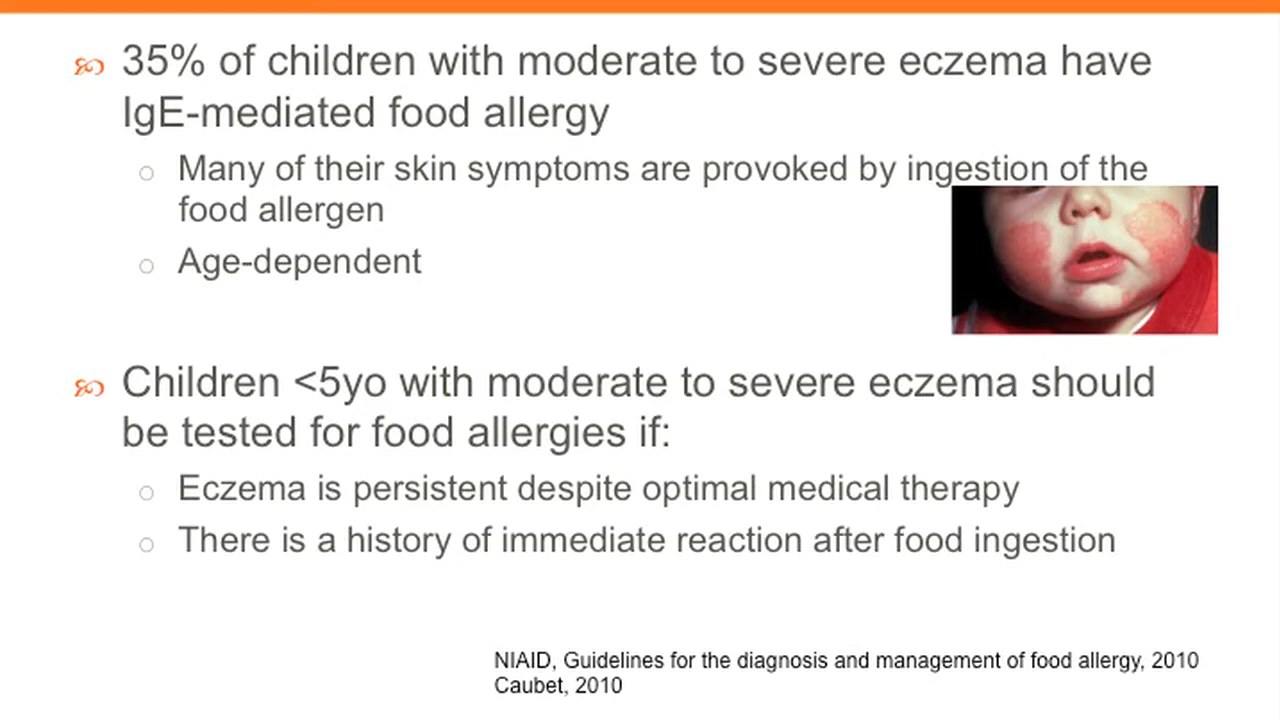 35% of children with moderate to severe eczema have
IgE-mediated food allergy
Many of their skin symptoms are provoked by ingestion of the
food allergen
Age-dependent
Children <5yo with moderate to severe eczema should
be tested for food allergies if:
Eczema is persistent despite optimal medical therapy
There is a history of immediate reaction after food ingestion
NIAID, Guidelines for the diagnosis and management of food allergy, 2010
Caubet, 2010